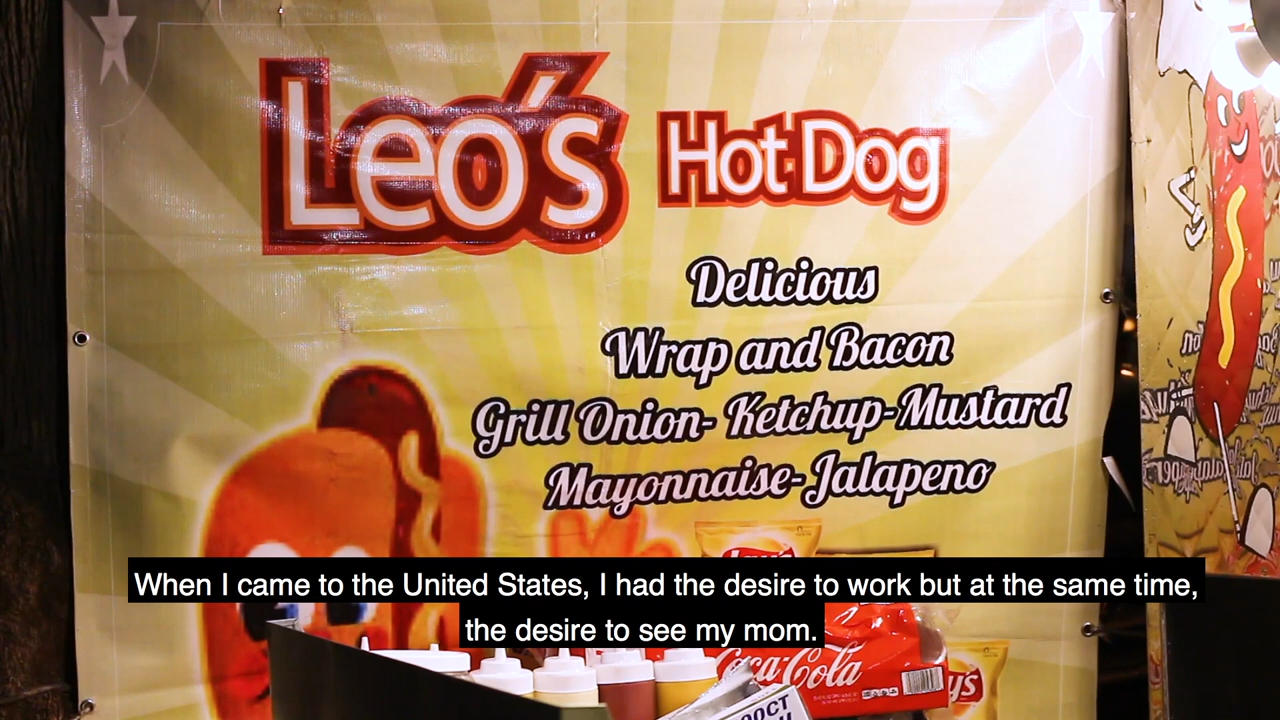 Leo's Hot Dog
Delicious
Wrap and Bacon
Grill Onion- Ketchup-Mustard
Mayonnaise-Jalapeno
Lay's
When I came to the United States, I had the desire to work but at the same time,
the desire to see my mom.
Coca-Cola